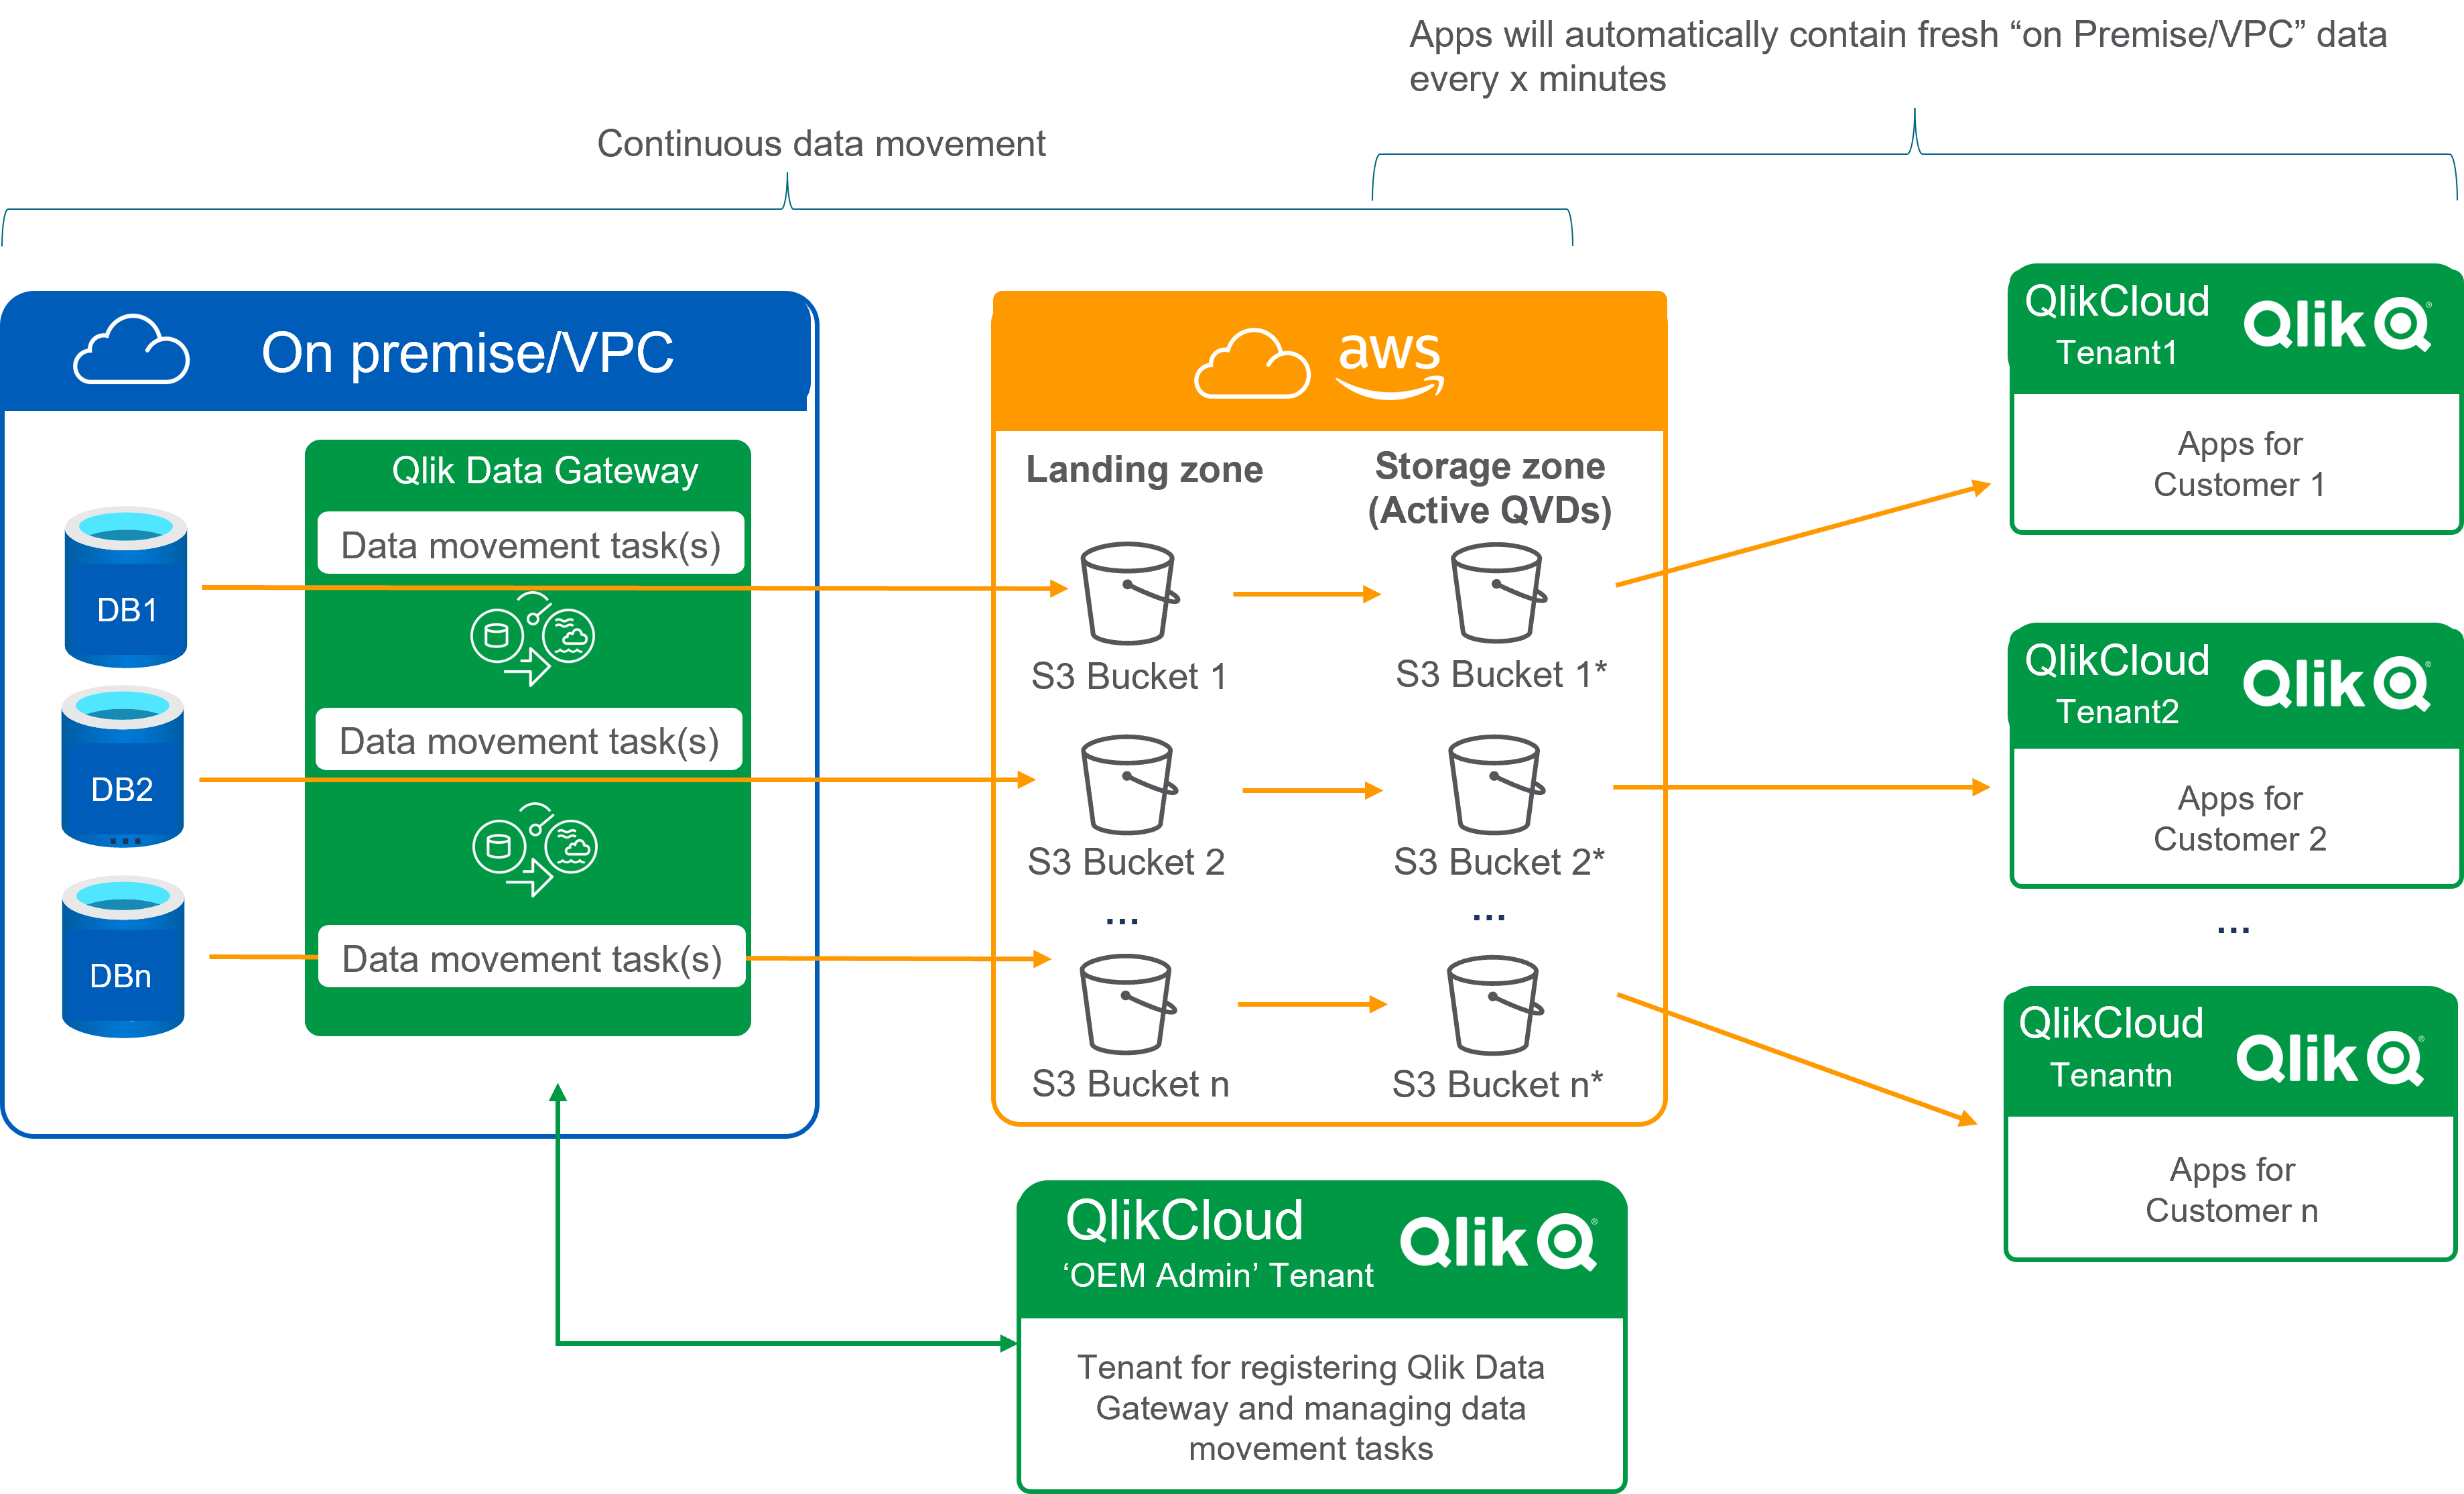 Apps will automatically contain fresh “on Premise/VPC” data
every x minutes
Continuous data movement
On premise/VPC
Qlik Data Gateway
Data movement task(s)
Data movement task(s)
Data movement task(s)
DB1
DB2
...
DBn
aws
Landing zone
Storage zone
(Active QVDs)
S3 Bucket 1
S3 Bucket 1*
S3 Bucket 2
S3 Bucket 2*
...
...
S3 Bucket n
S3 Bucket n*
QlikCloud
Tenant1
Qlik ®
Apps for
Customer 1
QlikCloud
Tenant2
Qlik ®
Apps for
Customer 2
...
QlikCloud
Tenantn
Qlik ®
Apps for
Customer n
QlikCloud
‘OEM Admin’ Tenant
Qlik ®
Tenant for registering Qlik Data
Gateway and managing data
movement tasks